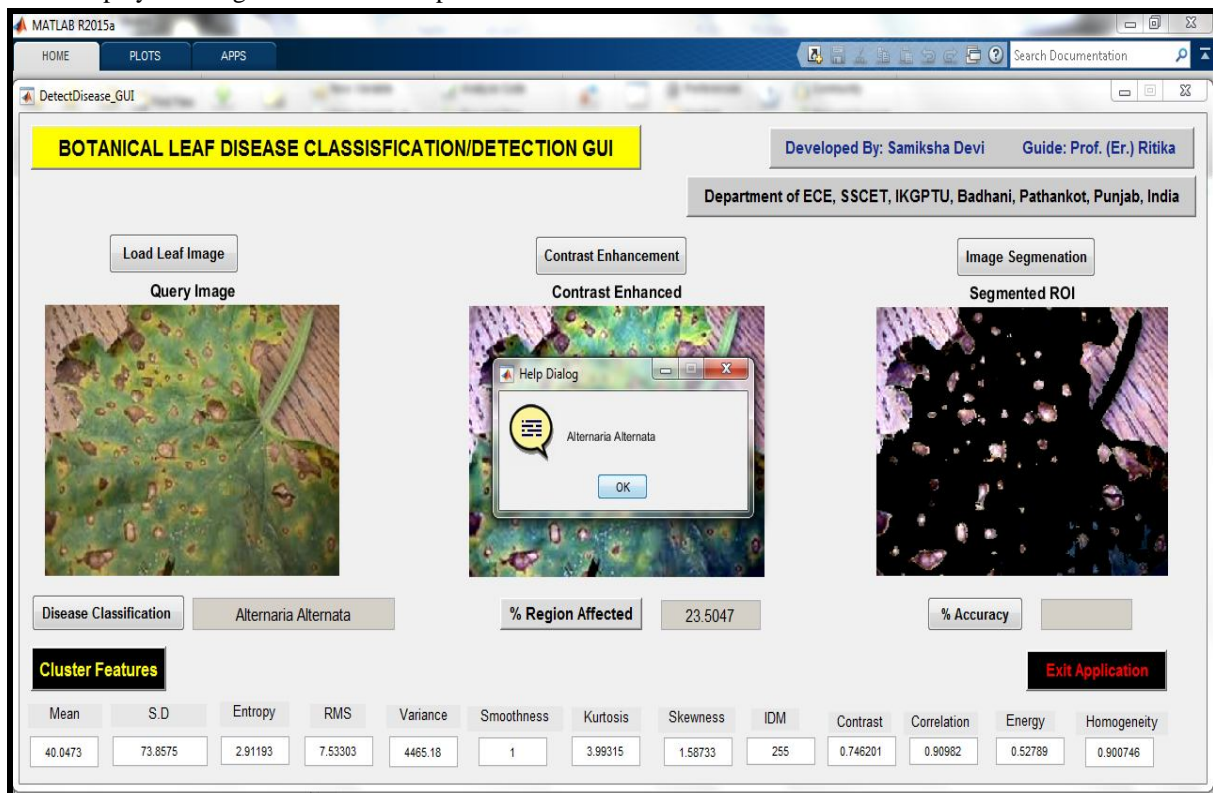 MATLAB R2015a
HOME PLOTS APPS Search Documentation
DetectDisease_GUI
BOTANICAL LEAF DISEASE CLASSISFICATION/DETECTION GUI
Developed By: Samiksha Devi Guide: Prof. (Er.) Ritika
Department of ECE, SSCET, IKGPTU, Badhani, Pathankot, Punjab, India
Load Leaf Image Contrast Enhancement Image Segmenation
Query Image Contrast Enhanced Segmented ROI
Help Dialog
Alternaria Alternata
OK
Disease Classification Alternaria Alternata % Region Affected 23.5047 % Accuracy
Cluster Features Exit Application
Mean S.D Entropy RMS Variance Smoothness Kurtosis Skewness IDM Contrast Correlation Energy Homogeneity
40.0473 73.8575 2.91193 7.53303 4465.18 1 3.99315 1.58733 255 0.746201 0.90982 0.52789 0.900746